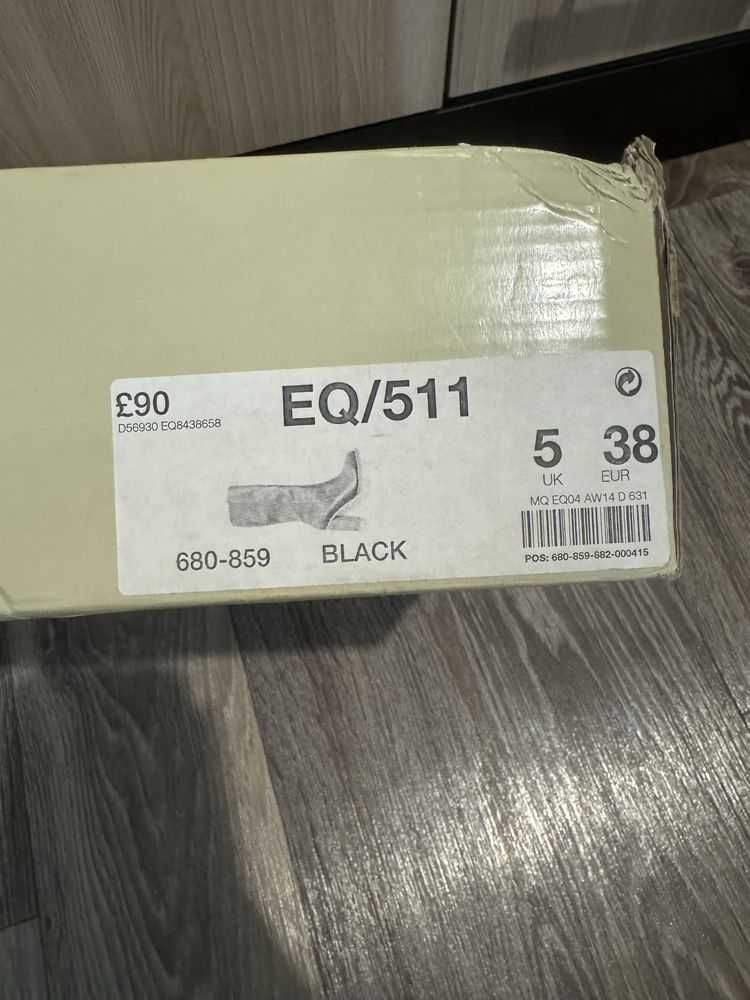 £90
D56930 EQ8438658
EQ/511
5 38
UK EUR
MQ EQ04 AW14 D 631
680-859 BLACK
POS: 680-859-682-000415